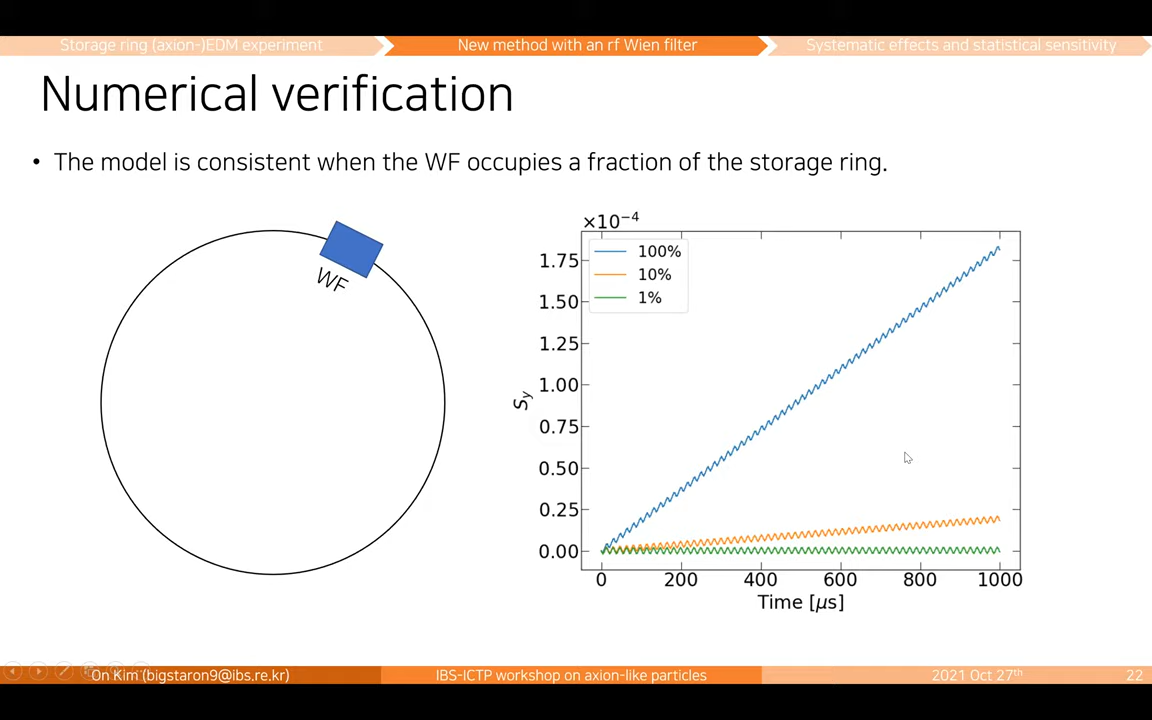 Storage ring (axion-)EDM experiment
New method with an rf Wien filter
Systematic effects and statistical sensitivity
Numerical verification
• The model is consistent when the WF occupies a fraction of the storage ring.
WF
×10⁻⁴
100%
10%
1%
1.75
1.50
1.25
1.00
0.75
0.50
0.25
0.00
S_y
0 200 400 600 800 1000
Time [μs]
On Kim (bigstaron9@ibs.re.kr)
IBS-ICTP workshop on axion-like particles
2021 Oct 27th
22